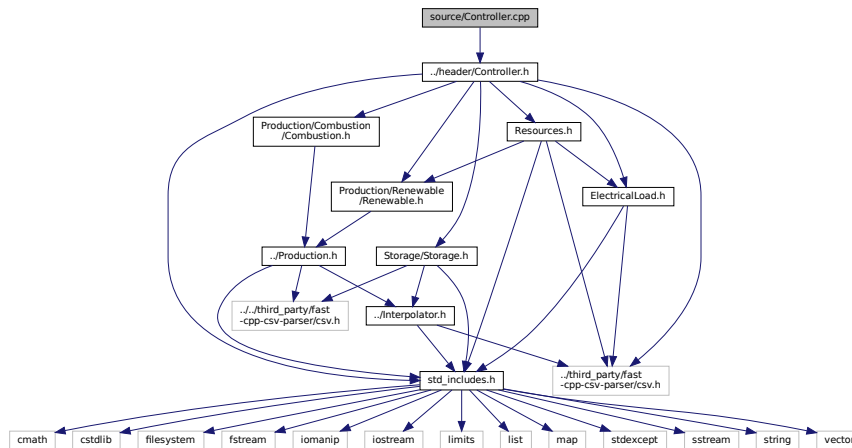 source/Controller.cpp
../header/Controller.h
Production/Combustion
/Combustion.h
Resources.h
Production/Renewable
/Renewable.h
ElectricalLoad.h
../Production.h
Storage/Storage.h
../../third_party/fast
-cpp-csv-parser/csv.h
../Interpolator.h
std_includes.h
../third_party/fast
-cpp-csv-parser/csv.h
cmath
cstdlib
filesystem
fstream
iomanip
iostream
limits
list
map
stdexcept
sstream
string
vector